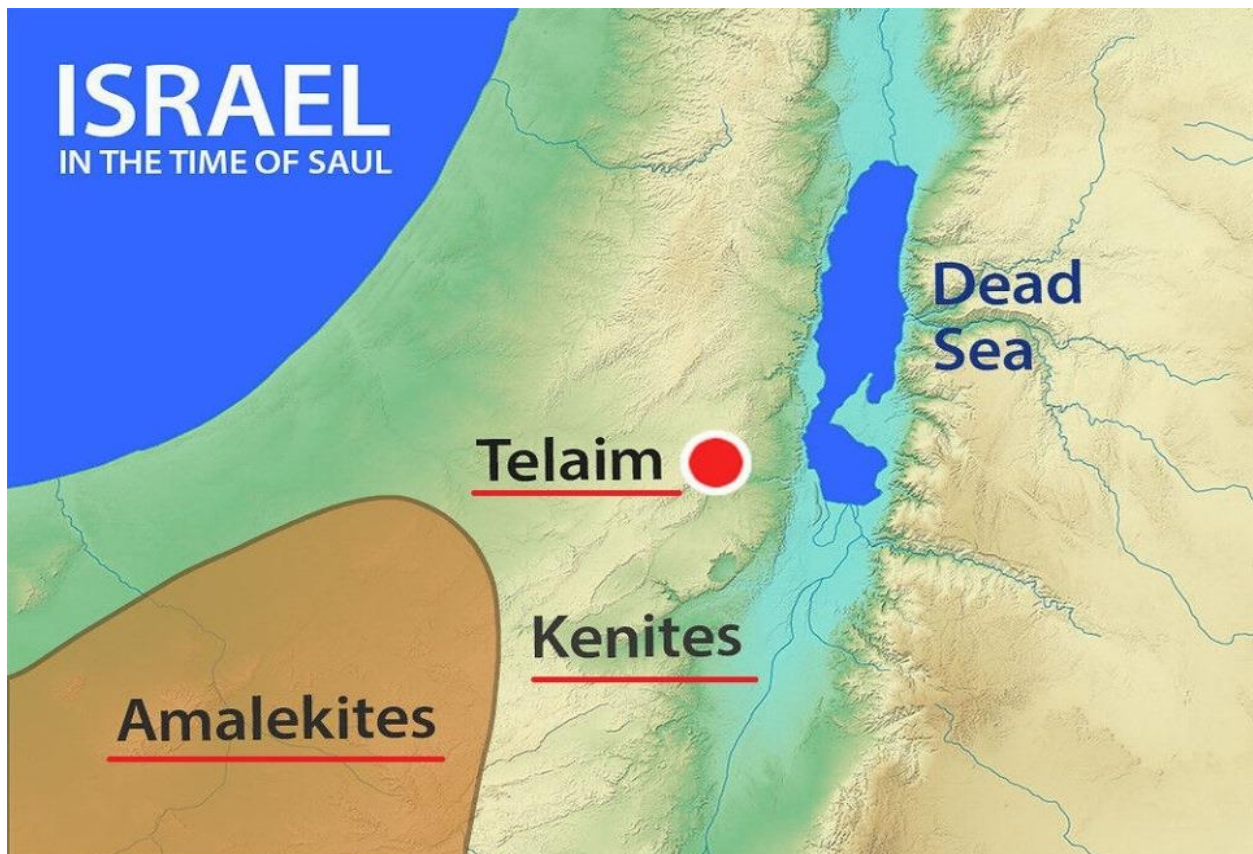 ISRAEL
IN THE TIME OF SAUL
Dead
Sea
Telaim
Kenites
Amalekites